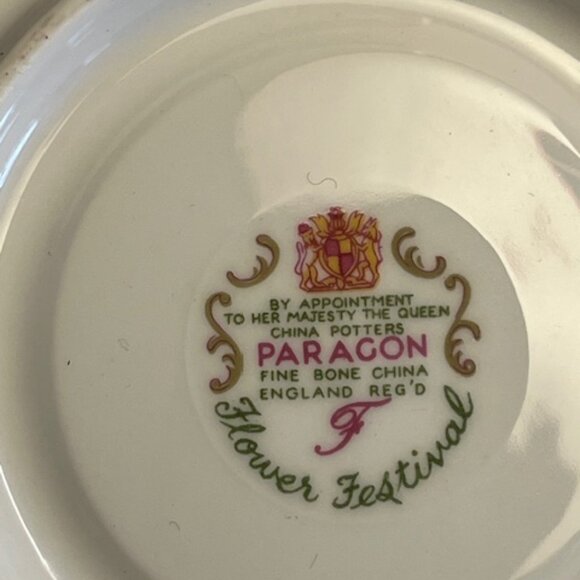 BY APPOINTMENT
TO HER MAJESTY THE QUEEN
CHINA POTTERS
PARAGON
FINE BONE CHINA
ENGLAND REG'D
F
Flower Festival